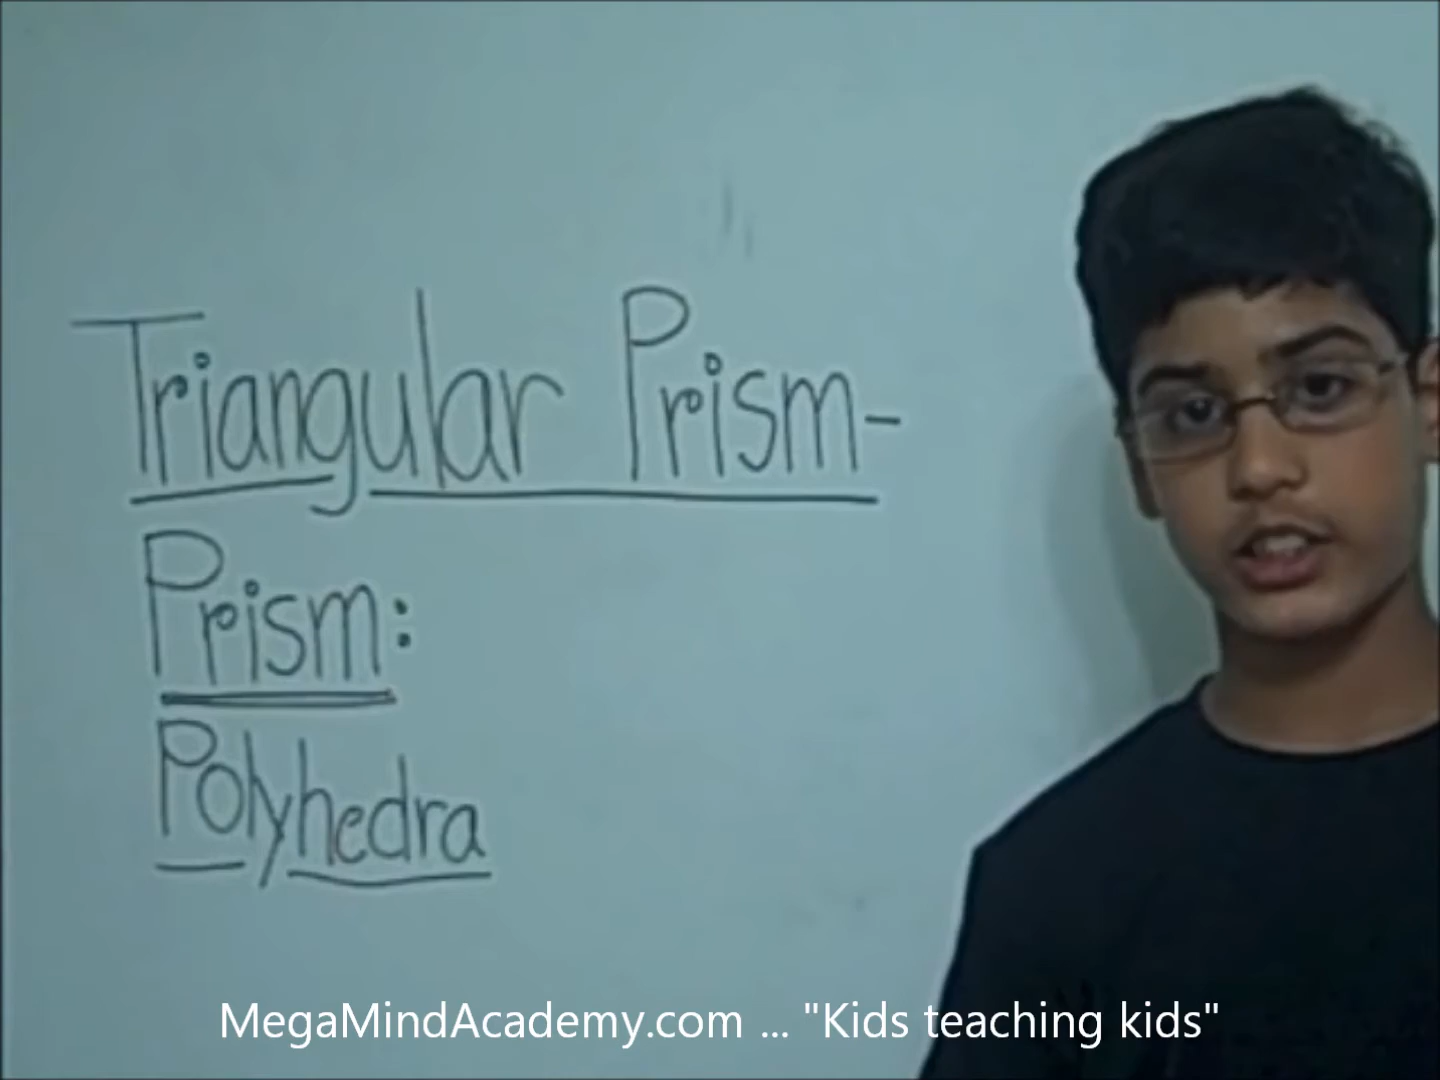 Triangular Prism-
Prism:
Polyhedra
MegaMindAcademy.com ... "Kids teaching kids"